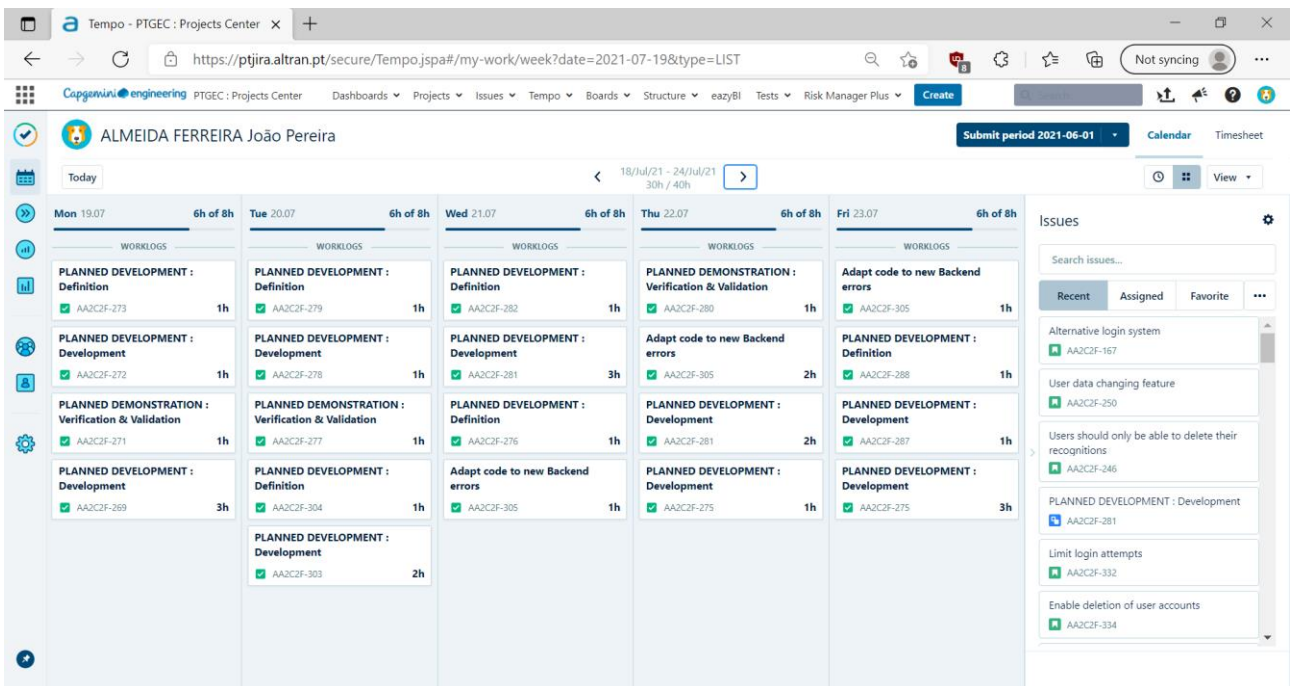 Tempo - PTGEC : Projects Center
https://ptjira.altran.pt/secure/Tempo.jspa#/my-work/week?date=2021-07-19&type=LIST
8
Not syncing
Capgemini engineering PTGEC : Projects Center Dashboards Projects Issues Tempo Boards Structure eazyBI Tests Risk Manager Plus Create
ALMEIDA FERREIRA João Pereira
Submit period 2021-06-01 Calendar Timesheet
Today
18/Jul/21 - 24/Jul/21
30h / 40h
View
Mon 19.07 6h of 8h
WORKLOGS
PLANNED DEVELOPMENT :
Definition
AA2C2F-273 1h
PLANNED DEVELOPMENT :
Development
AA2C2F-272 1h
PLANNED DEMONSTRATION :
Verification & Validation
AA2C2F-271 1h
PLANNED DEVELOPMENT :
Development
AA2C2F-269 3h
Tue 20.07 6h of 8h
WORKLOGS
PLANNED DEVELOPMENT :
Definition
AA2C2F-279 1h
PLANNED DEVELOPMENT :
Development
AA2C2F-278 1h
PLANNED DEMONSTRATION :
Verification & Validation
AA2C2F-277 1h
PLANNED DEVELOPMENT :
Definition
AA2C2F-304 1h
PLANNED DEVELOPMENT :
Development
AA2C2F-303 2h
Wed 21.07 6h of 8h
WORKLOGS
PLANNED DEVELOPMENT :
Definition
AA2C2F-282 1h
PLANNED DEVELOPMENT :
Development
AA2C2F-281 3h
PLANNED DEVELOPMENT :
Definition
AA2C2F-276 1h
Adapt code to new Backend
errors
AA2C2F-305 1h
Thu 22.07 6h of 8h
WORKLOGS
PLANNED DEMONSTRATION :
Verification & Validation
AA2C2F-280 1h
Adapt code to new Backend
errors
AA2C2F-305 2h
PLANNED DEVELOPMENT :
Development
AA2C2F-281 2h
PLANNED DEVELOPMENT :
Development
AA2C2F-275 1h
Fri 23.07 6h of 8h
WORKLOGS
Adapt code to new Backend
errors
AA2C2F-305 1h
PLANNED DEVELOPMENT :
Definition
AA2C2F-288 1h
PLANNED DEVELOPMENT :
Development
AA2C2F-287 1h
PLANNED DEVELOPMENT :
Development
AA2C2F-275 3h
Issues
Search issues...
Recent Assigned Favorite
Alternative login system
AA2C2F-167
User data changing feature
AA2C2F-250
Users should only be able to delete their
recognitions
AA2C2F-246
PLANNED DEVELOPMENT : Development
AA2C2F-281
Limit login attempts
AA2C2F-332
Enable deletion of user accounts
AA2C2F-334